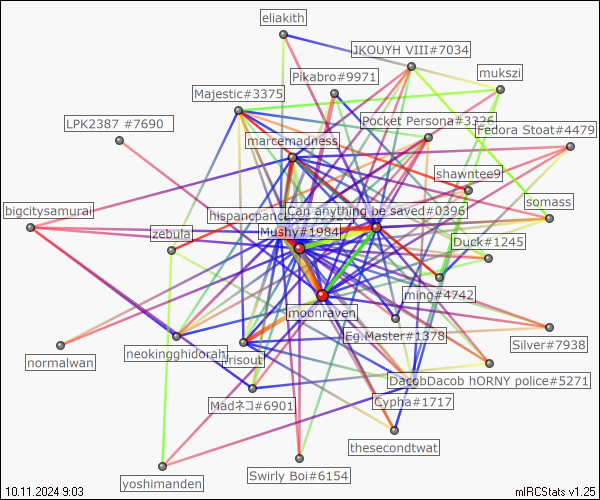 eliakith
JKOUYH VIII#7034
Pikabro#9971
mukszi
Majestic#3375
LPK2387 #7690
Pocket Persona#3326
Fedora Stoat#4479
marcemadness
shawntee9
somass
bigcitysamurai
Can anything be saved#0396
zebula
Mushy#1984
Duck#1245
ming#4742
moonraven
Eg.Master#1378
Silver#7938
neokingghidorah
frisout
normalwan
DacobDacob hORNY police#5271
Madネコ#6901
Cypha#1717
thesecondtwat
Swirly Boi#6154
yoshimanden
10.11.2024 9:03
mIRCStats v1.25